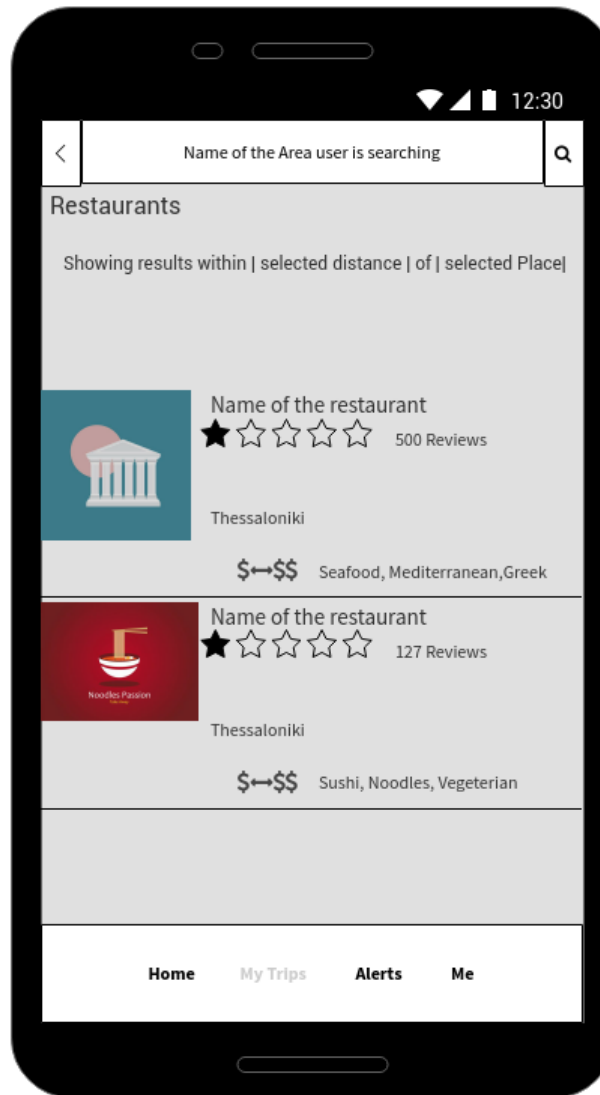 12:30
Name of the Area user is searching
Restaurants
Showing results within | selected distance | of | selected Place|
Name of the restaurant
500 Reviews
Thessaloniki
$↔$$ Seafood, Mediterranean,Greek
Name of the restaurant
127 Reviews
Noodles Passion
Thessaloniki
$↔$$ Sushi, Noodles, Vegeterian
Home My Trips Alerts Me